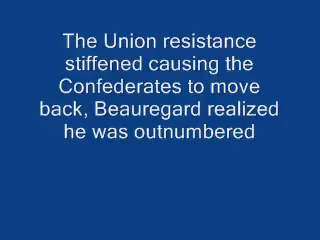 The Union resistance
stiffened causing the
Confederates to move
back, Beauregard realized
he was outnumbered